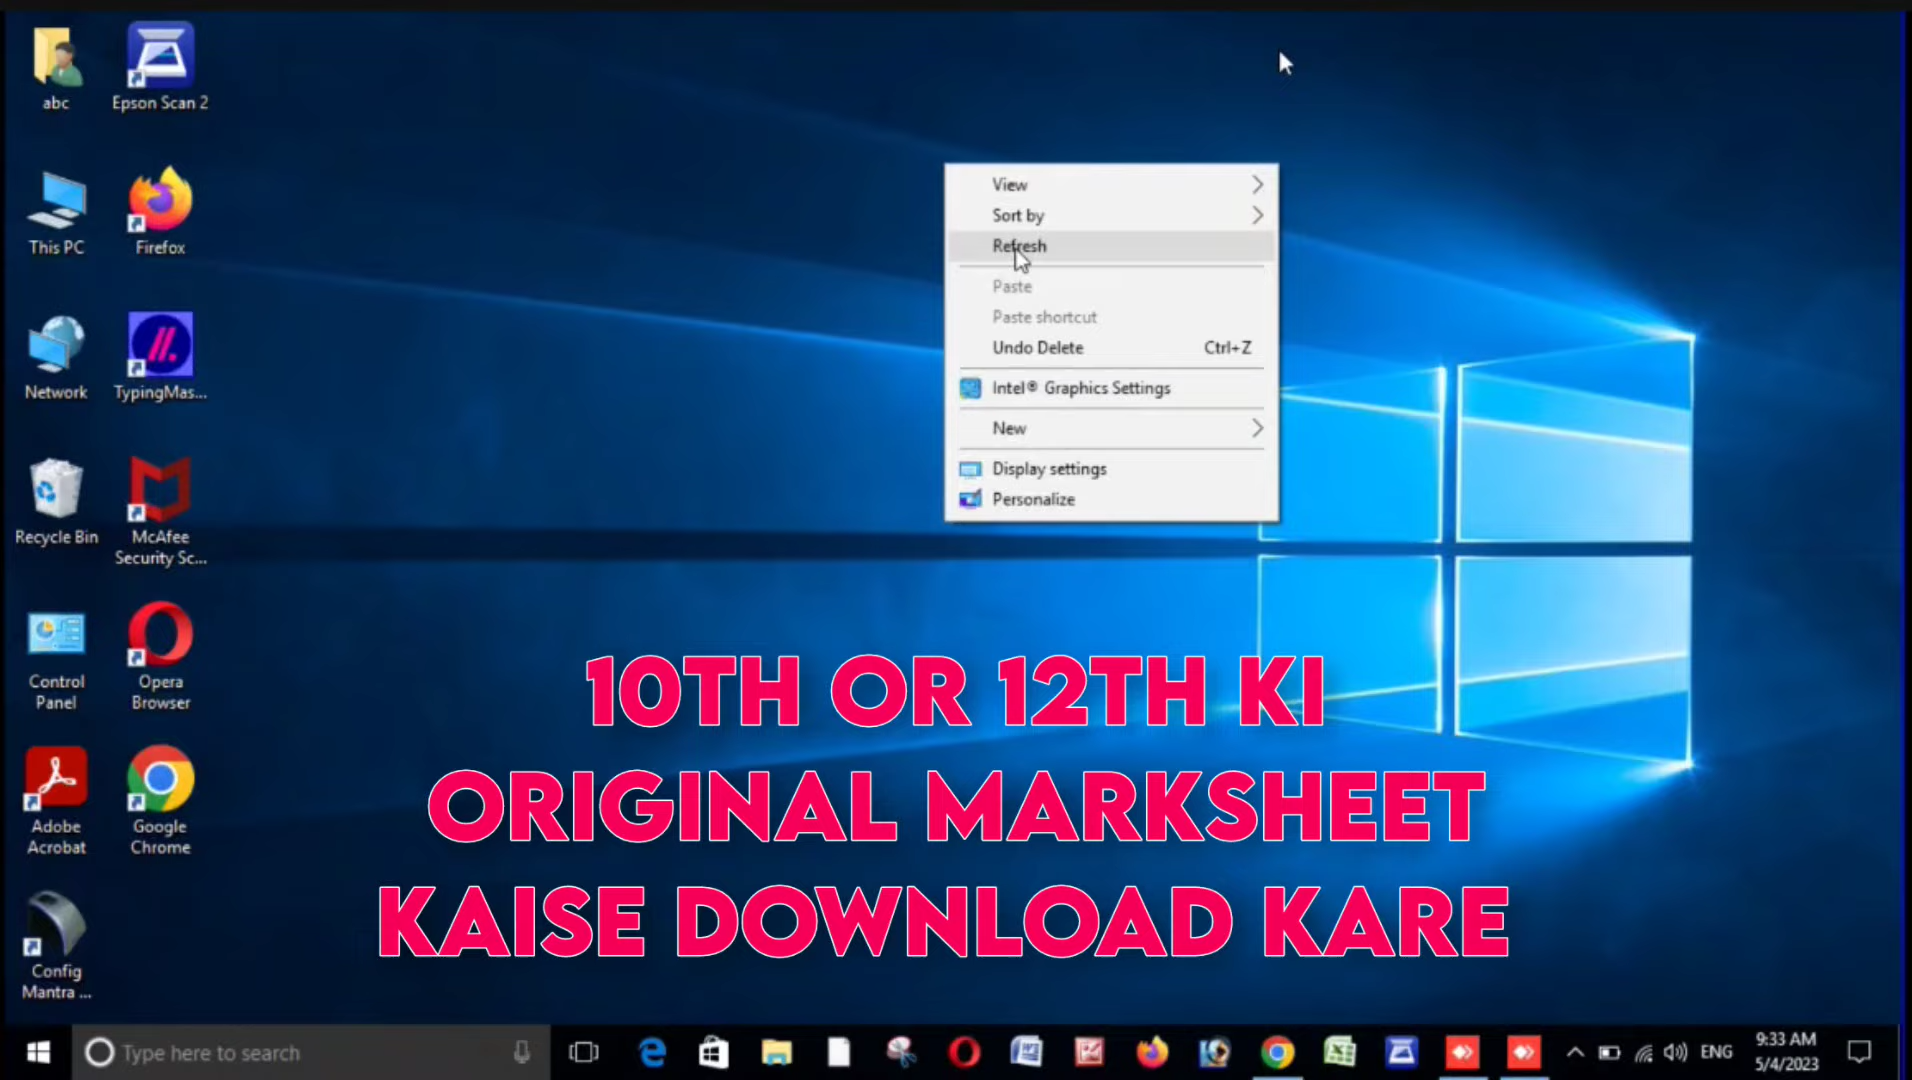 abc
Epson Scan 2
This PC
Firefox
Network
TypingMas...
Recycle Bin
McAfee
Security Sc...
Control
Panel
Opera
Browser
Adobe
Acrobat
Google
Chrome
Config
Mantra ...
View
Sort by
Refresh
Paste
Paste shortcut
Undo Delete Ctrl+Z
Intel® Graphics Settings
New
Display settings
Personalize
10TH OR 12TH KI
ORIGINAL MARKSHEET
KAISE DOWNLOAD KARE
Type here to search
ENG
9:33 AM
5/4/2023